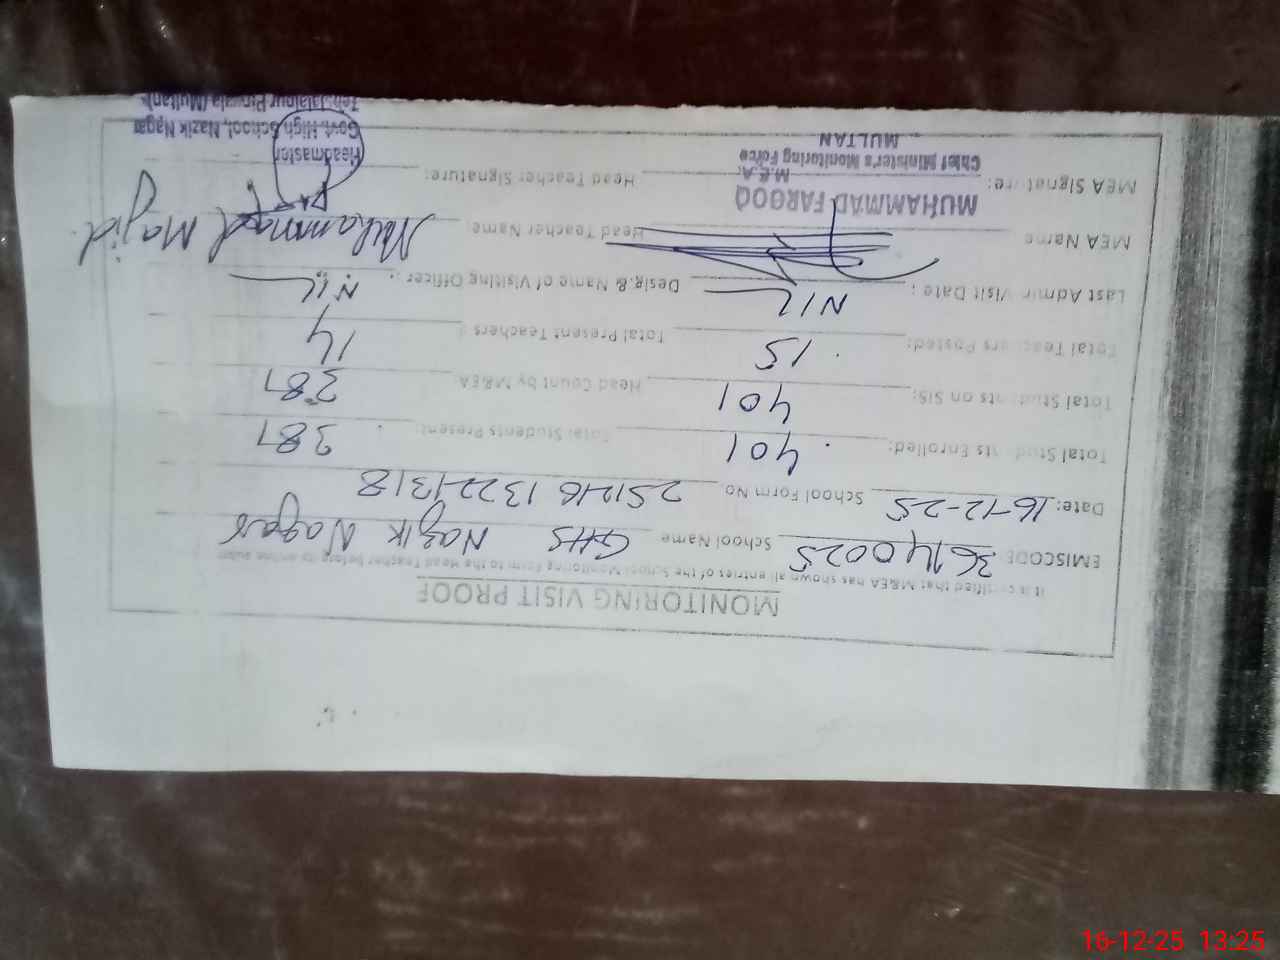 MONITORING VISIT PROOF
It is certified that M&EA has shown all entries of the School Monitoring Form to the Head Teacher before
EMISCODE 36140025 School Name GHS Nazik Nagar
Date: 16-12-25 School Form No 2512161322 1318
Total Students Enrolled: 401 Total Students Present: 387
Total Students on SIS: 401 Head Count by M&EA 387
Total Teachers Posted: 15 Total Present Teachers 14
Last Admin Visit Date: NIL Desig.& Name of Visiting Officer: NIL
MEA Name Head Teacher Name: Muhammad Majid
MEA Signature: Head Teacher Signature:
MUHAMMAD FAROOQ
M.E.A.
Chief Minister's Monitoring Force
MULTAN
Headmaster
Govt. High School, Nazik Nagar
Teh: Jalalpur Pirwala (Multan)
16-12-25 13:25